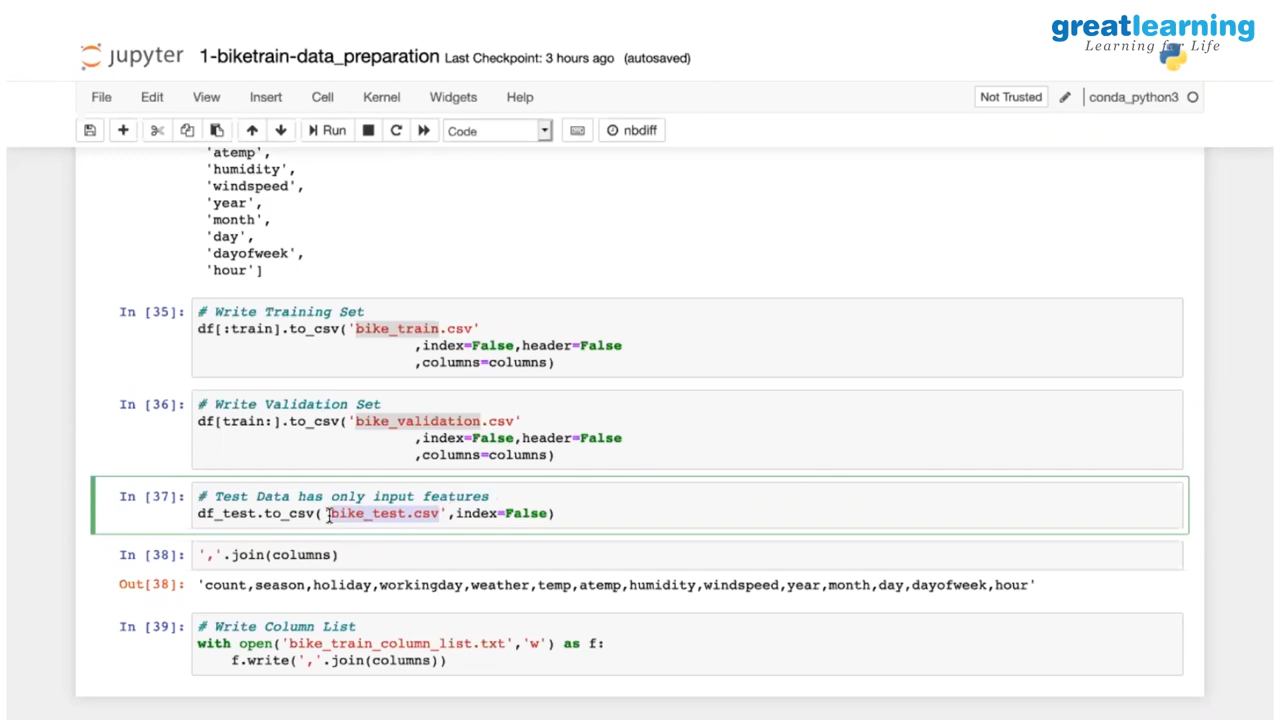 greatlearning
Learning for Life
jupyter 1-biketrain-data_preparation Last Checkpoint: 3 hours ago (autosaved)
File Edit View Insert Cell Kernel Widgets Help Not Trusted conda_python3
Run Code nbdiff
'atemp',
'humidity',
'windspeed',
'year',
'month',
'day',
'dayofweek',
'hour']
In [35]: # Write Training Set
df[:train].to_csv('bike_train.csv'
,index=False,header=False
,columns=columns)
In [36]: # Write Validation Set
df[train:].to_csv('bike_validation.csv'
,index=False,header=False
,columns=columns)
In [37]: # Test Data has only input features
df_test.to_csv('bike_test.csv',index=False)
In [38]: ','.join(columns)
Out[38]: 'count,season,holiday,workingday,weather,temp,atemp,humidity,windspeed,year,month,day,dayofweek,hour'
In [39]: # Write Column List
with open('bike_train_column_list.txt','w') as f:
f.write(','.join(columns))